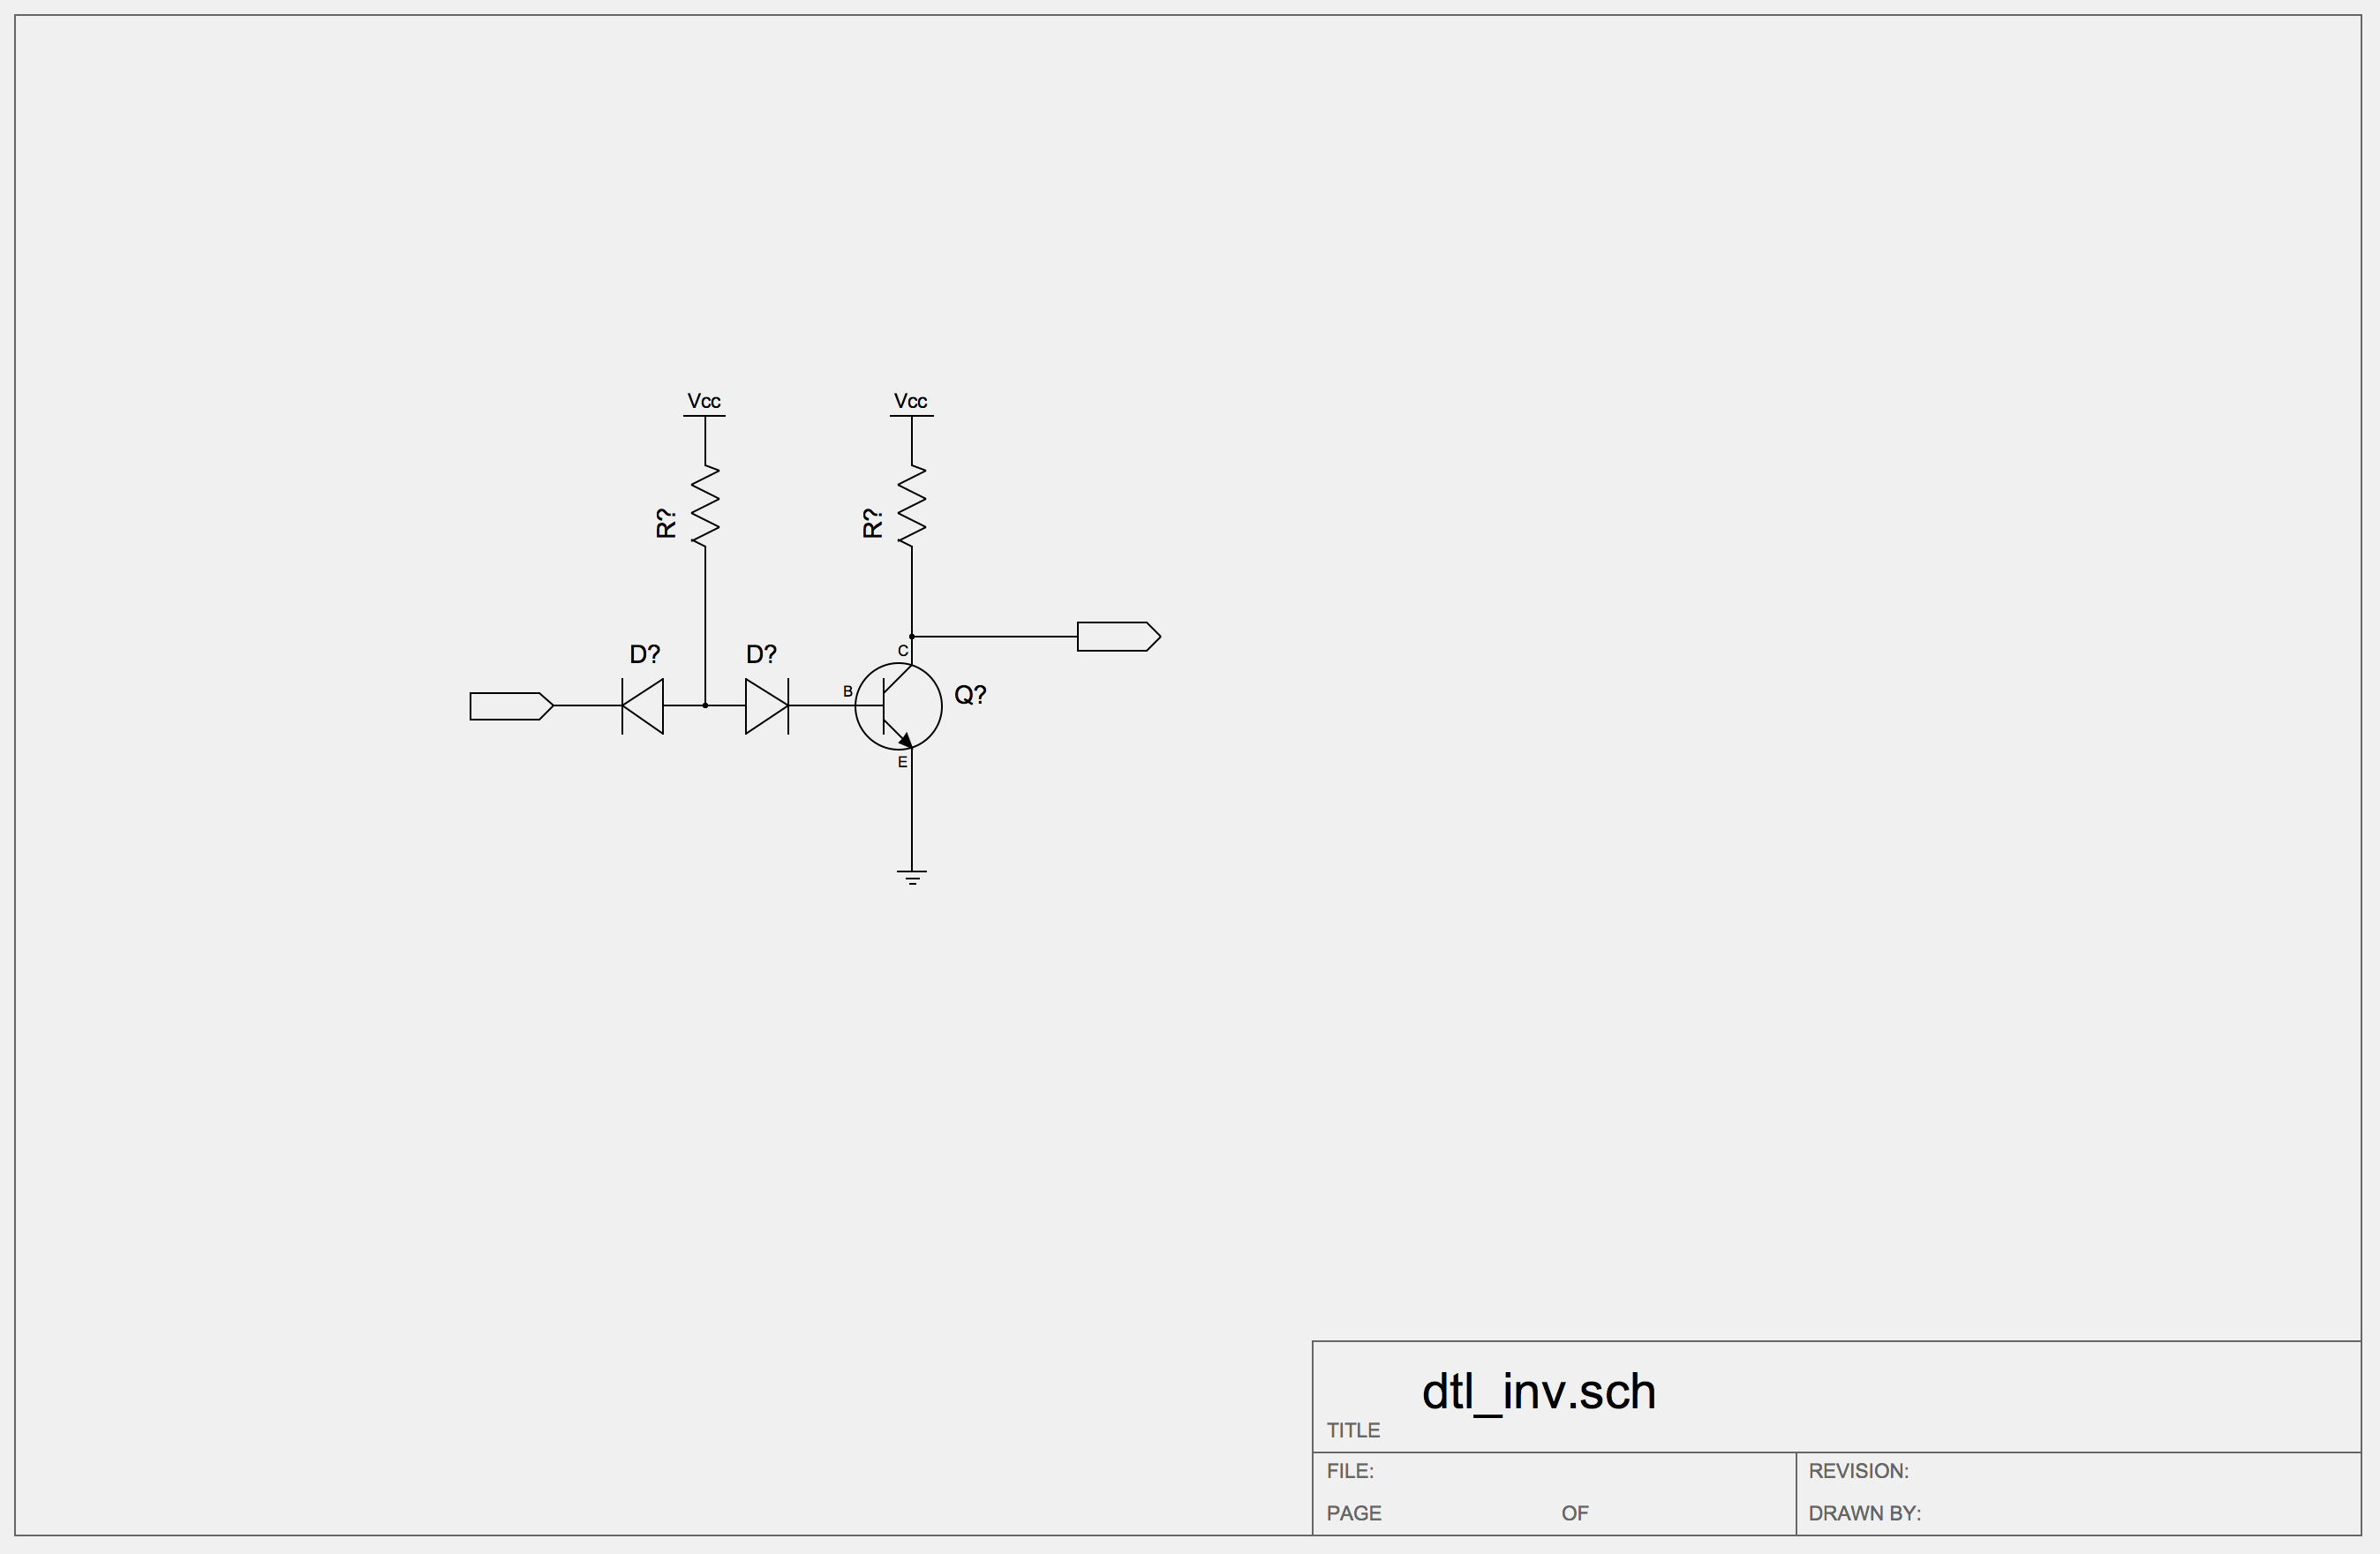 Vcc
Vcc
R?
R?
D?
D?
C
B
Q?
E
dtl_inv.sch
TITLE
FILE:
REVISION:
PAGE OF
DRAWN BY: